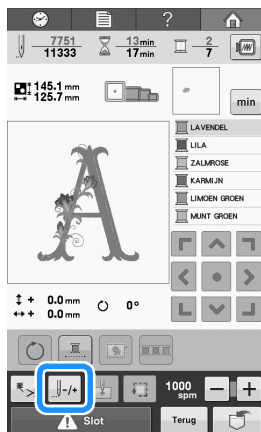 ?
7751 13min 2
11333 17min 7
145.1 mm
125.7 mm
min
LAVENDEL
LILA
ZALMROSE
KARMIJN
LIMOEN GROEN
MUNT GROEN
A
+ 0.0 mm
+ 0.0 mm
0°
-/+
1000
spm
- +
Slot
Terug